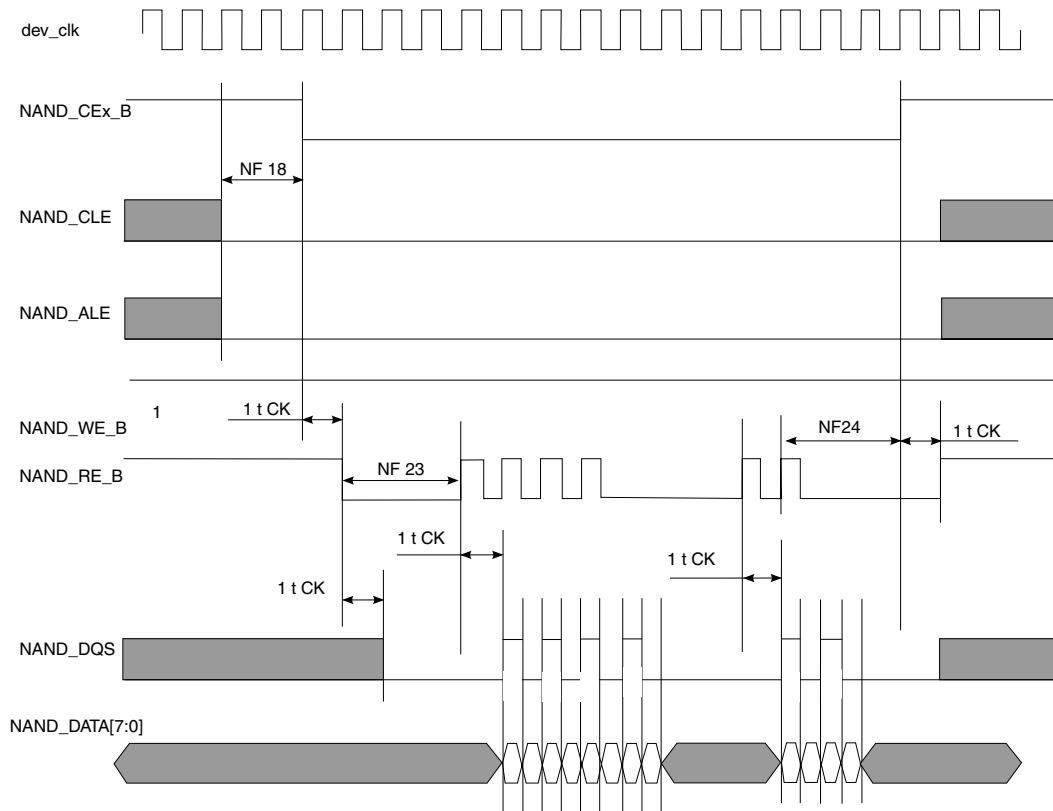 dev_clk
NAND_CEx_B
NF 18
NAND_CLE
NAND_ALE
1
1 t CK
NF24
1 t CK
NAND_WE_B
NAND_RE_B
NF 23
1 t CK
1 t CK
1 t CK
NAND_DQS
NAND_DATA[7:0]